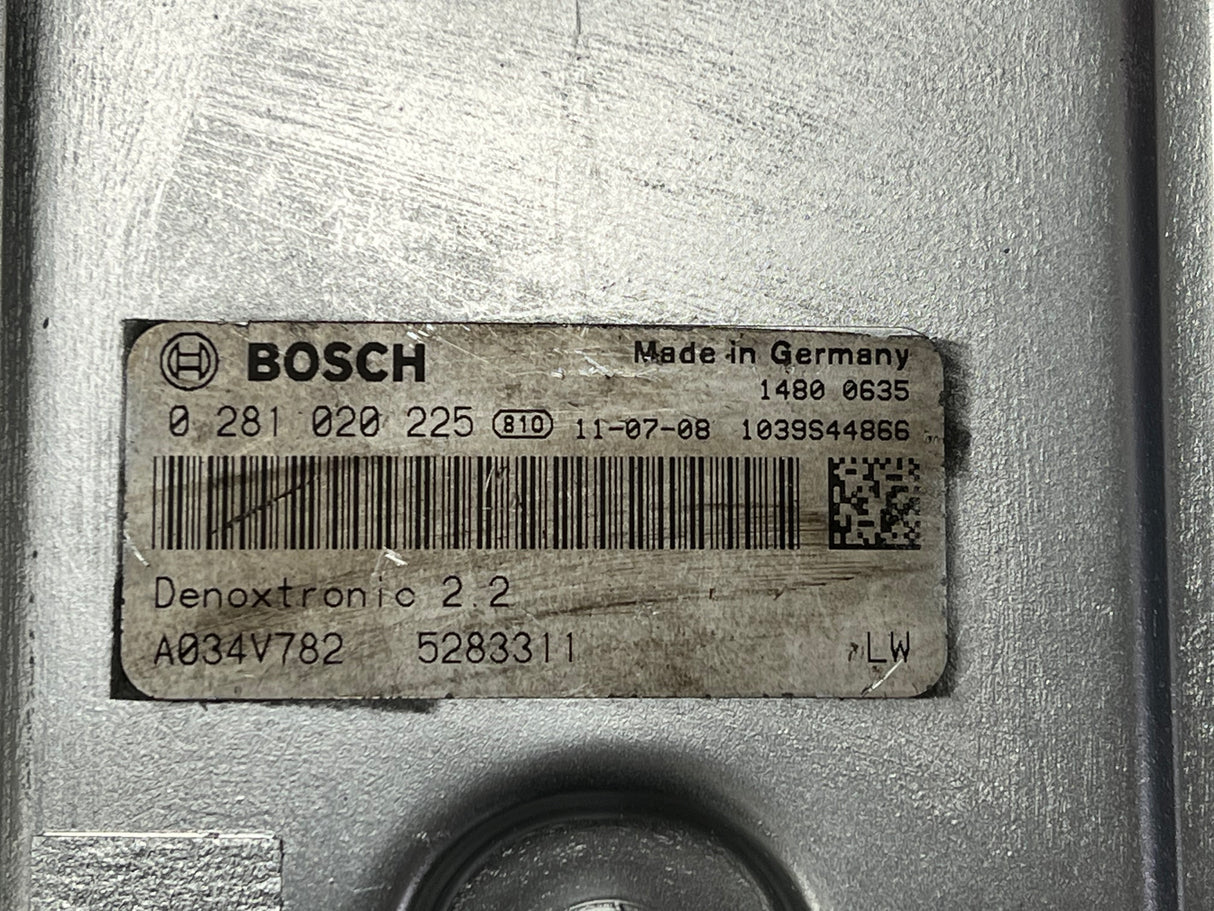 BOSCH
Made in Germany
1480 0635
0 281 020 225 810 11-07-08 1039S44866
Denoxtronic 2.2
A034V782 5283311 LW